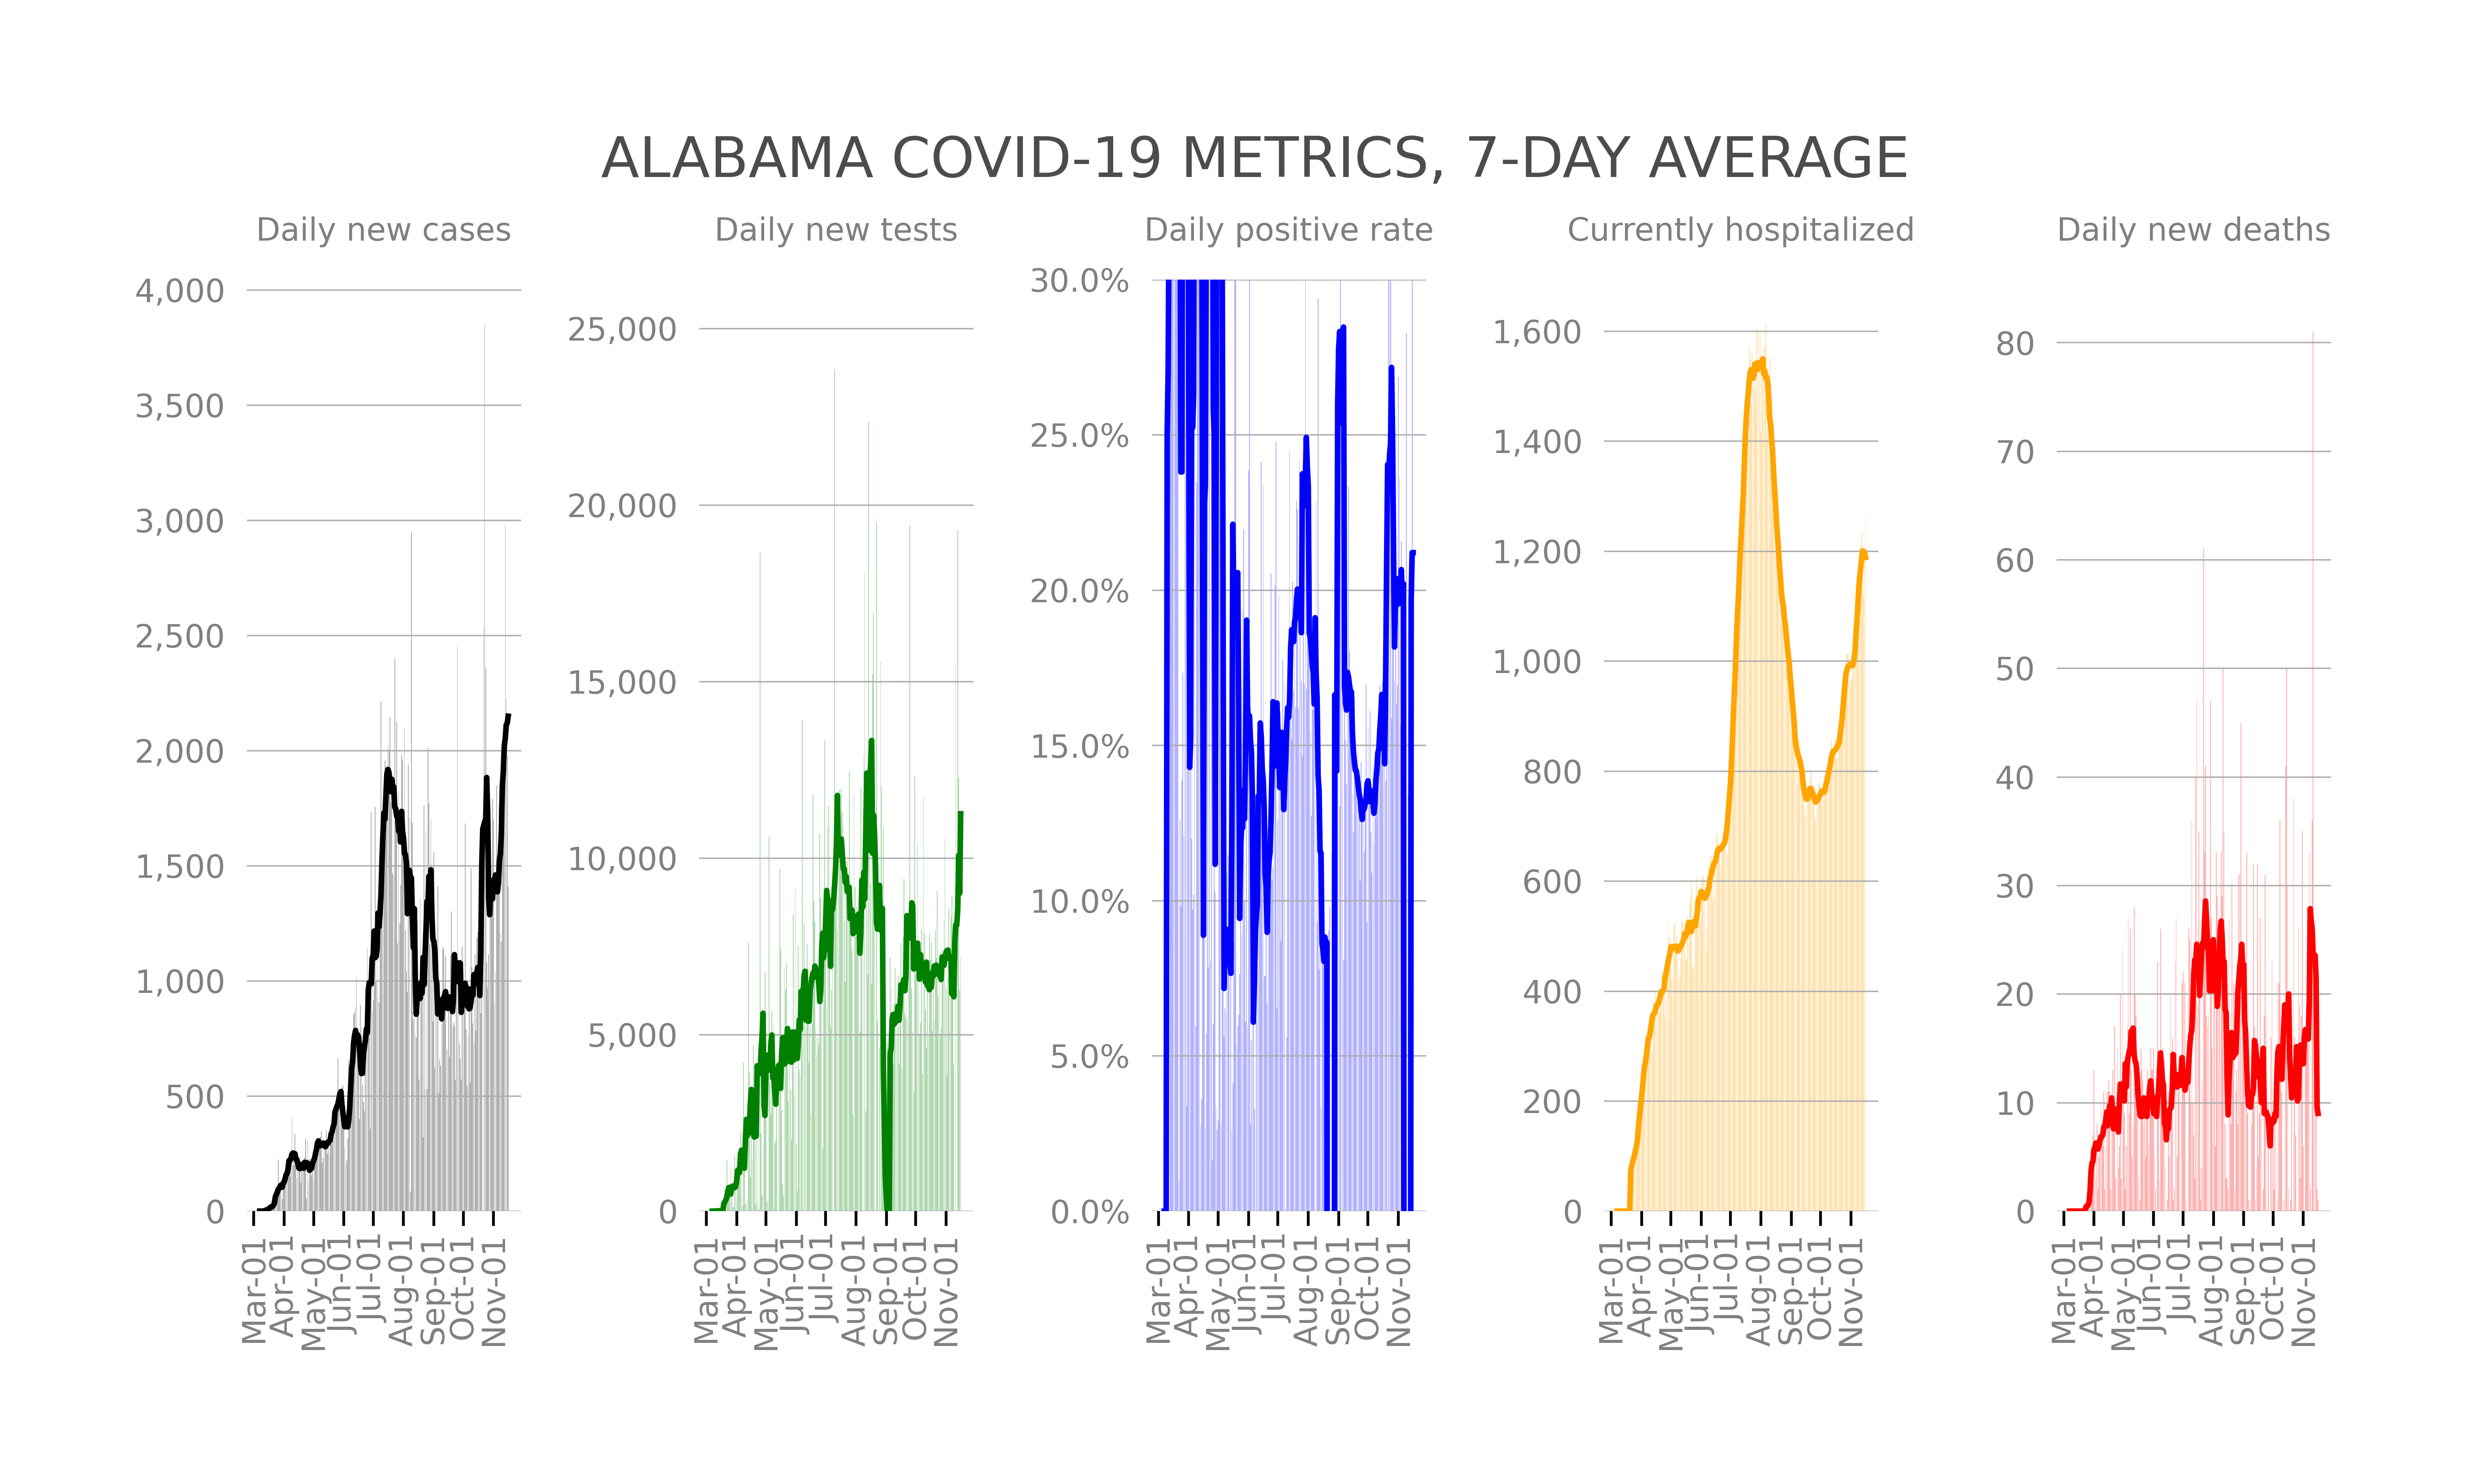 ALABAMA COVID-19 METRICS, 7-DAY AVERAGE
Daily new cases
4,000
3,500
3,000
2,500
2,000
1,500
1,000
500
0
Mar-01
Apr-01
May-01
Jun-01
Jul-01
Aug-01
Sep-01
Oct-01
Nov-01
Daily new tests
25,000
20,000
15,000
10,000
5,000
0
Mar-01
Apr-01
May-01
Jun-01
Jul-01
Aug-01
Sep-01
Oct-01
Nov-01
Daily positive rate
30.0%
25.0%
20.0%
15.0%
10.0%
5.0%
0.0%
Mar-01
Apr-01
May-01
Jun-01
Jul-01
Aug-01
Sep-01
Oct-01
Nov-01
Currently hospitalized
1,600
1,400
1,200
1,000
800
600
400
200
0
Mar-01
Apr-01
May-01
Jun-01
Jul-01
Aug-01
Sep-01
Oct-01
Nov-01
Daily new deaths
80
70
60
50
40
30
20
10
0
Mar-01
Apr-01
May-01
Jun-01
Jul-01
Aug-01
Sep-01
Oct-01
Nov-01